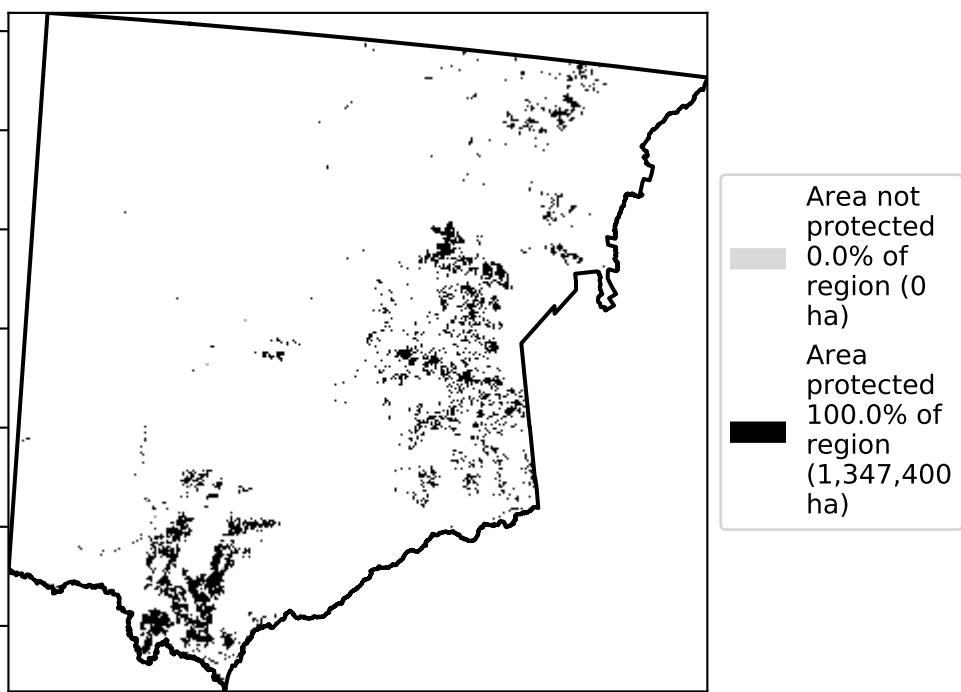 Area not
protected
0.0% of
region (0
ha)
Area
protected
100.0% of
region
(1,347,400
ha)